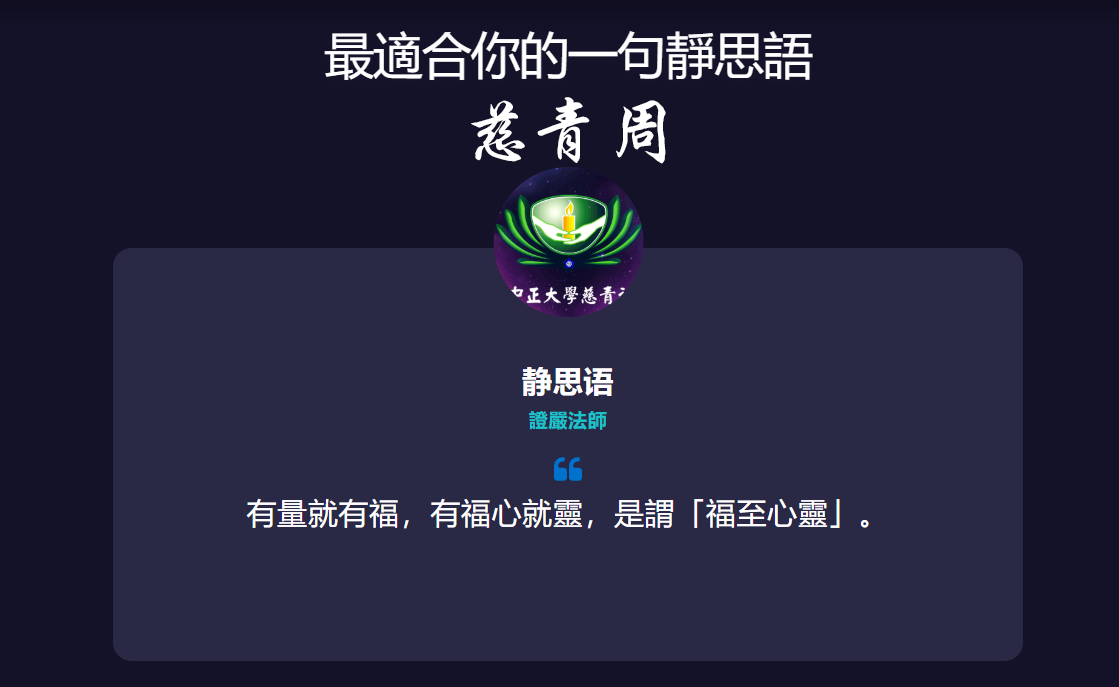 最適合你的一句靜思語
慈青周
中正大學慈青社
静思语
證嚴法師
有量就有福，有福心就靈，是謂「福至心靈」。